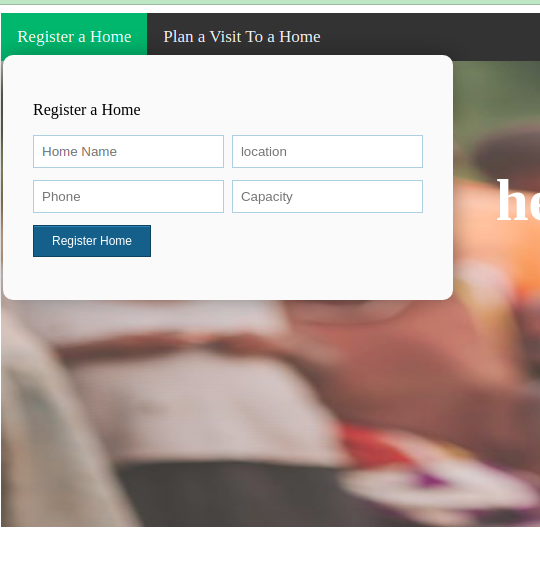 Register a Home Plan a Visit To a Home
Register a Home
Home Name location
Phone Capacity
he
Register Home